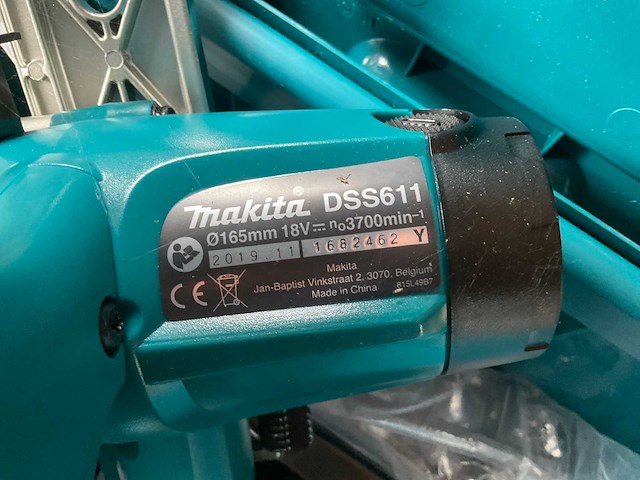 makita® DSS611
Ø165mm 18V⎓ n₀3700min⁻¹
2019.11 1682462 Y
Makita
Jan-Baptist Vinkstraat 2, 3070, Belgium
Made in China 815L49B7
CE